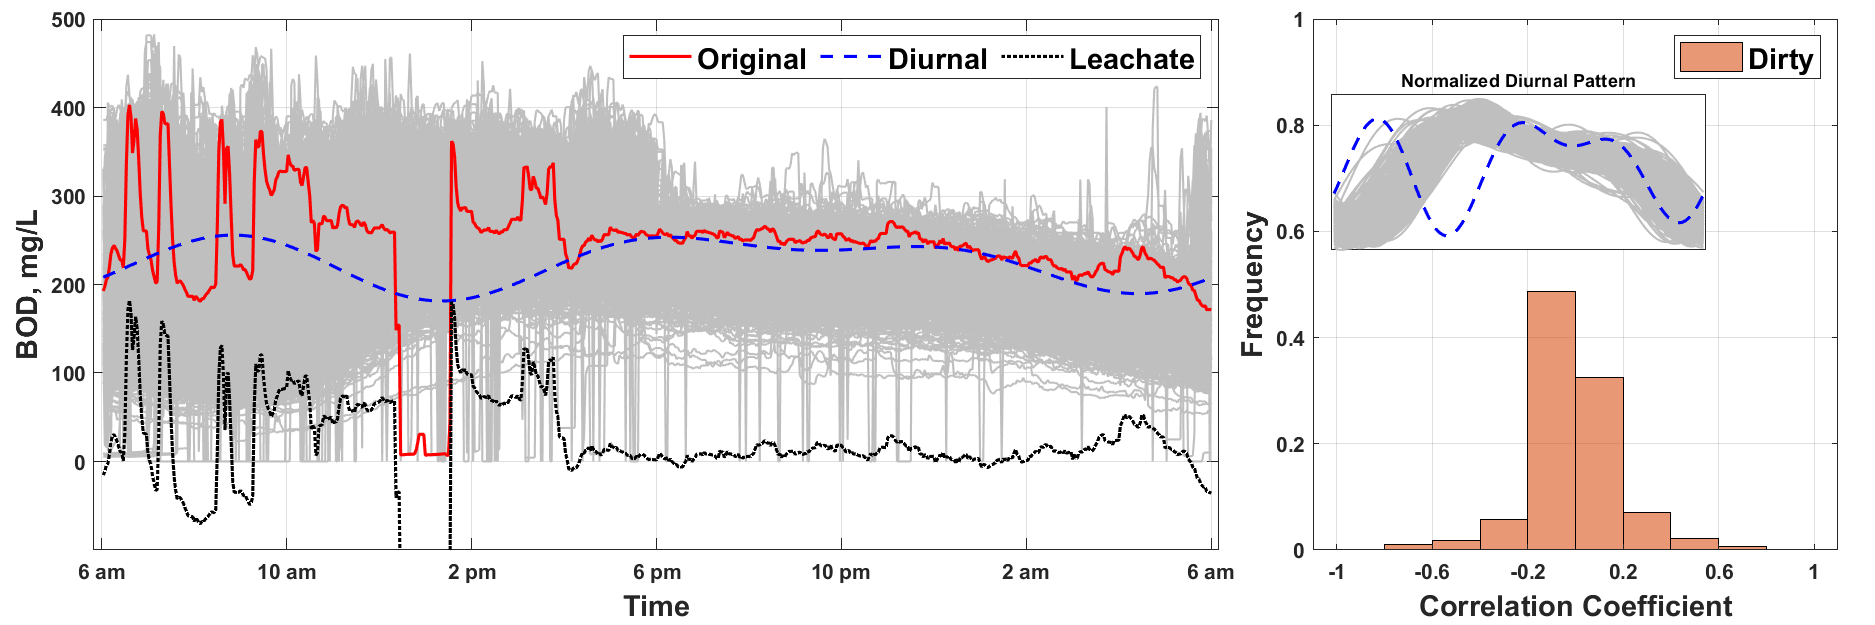 500
400
300
200
100
0
BOD, mg/L
Original Diurnal Leachate
6 am 10 am 2 pm 6 pm 10 pm 2 am 6 am
Time
1
0.8
0.6
0.4
0.2
0
Frequency
Dirty
Normalized Diurnal Pattern
-1 -0.6 -0.2 0.2 0.6 1
Correlation Coefficient